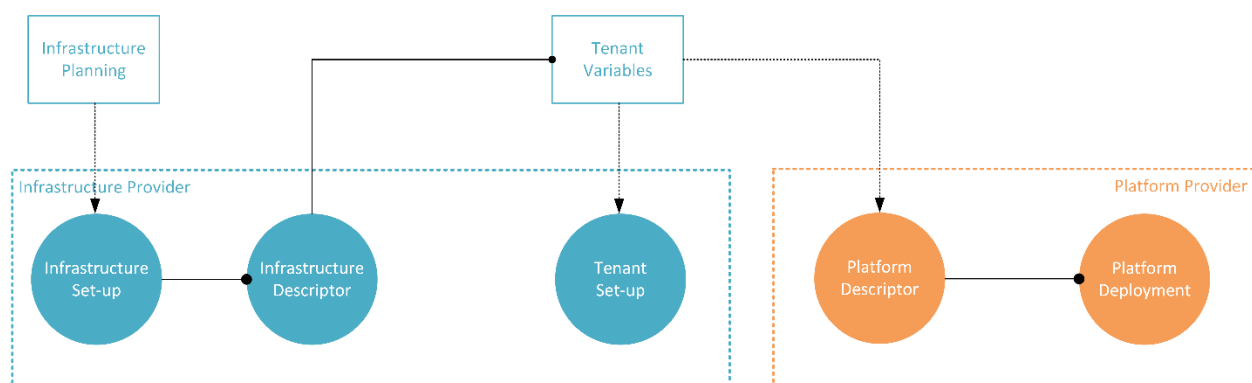 Infrastructure
Planning
Tenant
Variables
Infrastructure Provider
Platform Provider
Infrastructure
Set-up
Infrastructure
Descriptor
Tenant
Set-up
Platform
Descriptor
Platform
Deployment